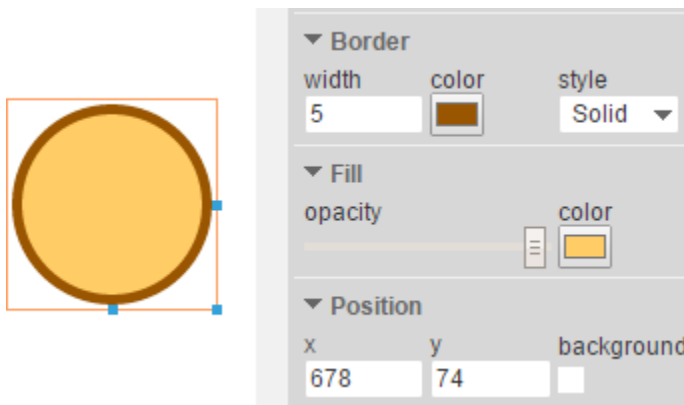 Border
width color style
5 Solid
Fill
opacity color
Position
x y background
678 74